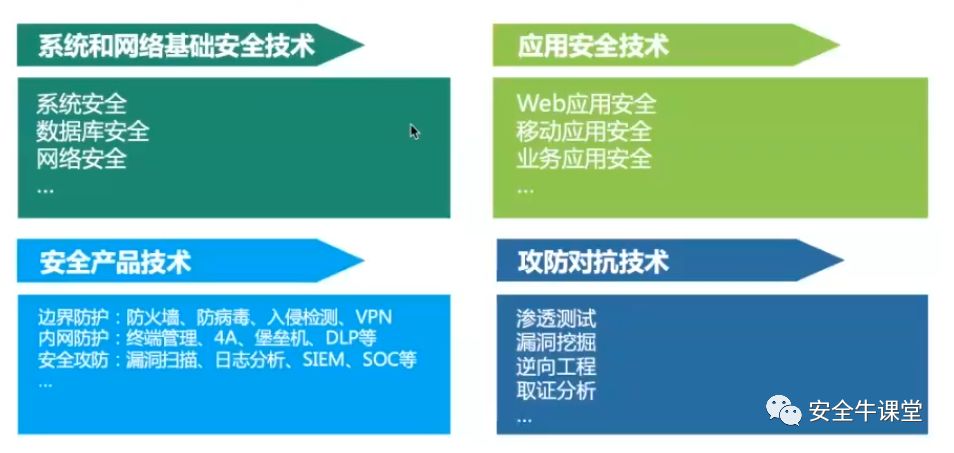 系统和网络基础安全技术
系统安全
数据库安全
网络安全
...
应用安全技术
Web应用安全
移动应用安全
业务应用安全
...
安全产品技术
边界防护：防火墙、防病毒、入侵检测、VPN
内网防护：终端管理、4A、堡垒机、DLP等
安全攻防：漏洞扫描、日志分析、SIEM、SOC等
...
攻防对抗技术
渗透测试
漏洞挖掘
逆向工程
取证分析
...
安全牛课堂